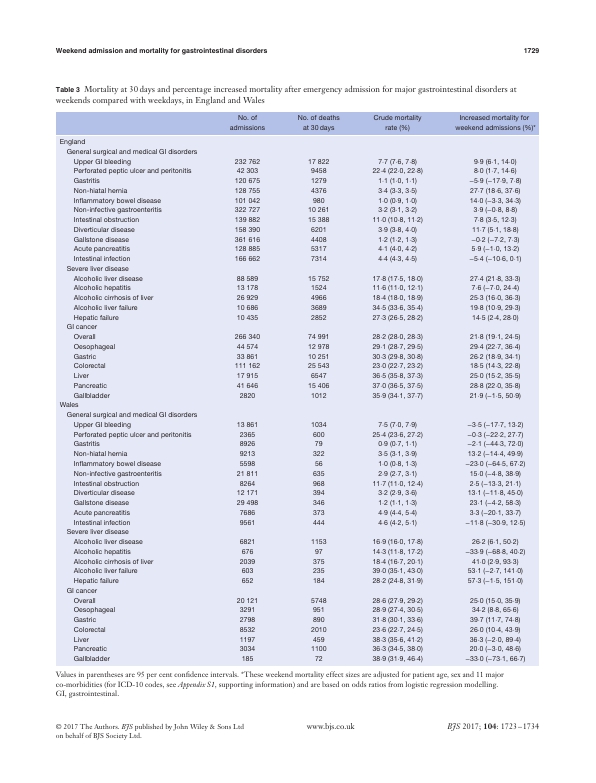 Weekend admission and mortality for gastrointestinal disorders 1729
Table 3 Mortality at 30 days and percentage increased mortality after emergency admission for major gastrointestinal disorders at
weekends compared with weekdays, in England and Wales
No. of No. of deaths Crude mortality Increased mortality for
admissions at 30 days rate (%) weekend admissions (%)*
England
General surgical and medical GI disorders
Upper GI bleeding 232 762 17 822 7·7 (7·6, 7·8) 9·9 (6·1, 14·0)
Perforated peptic ulcer and peritonitis 42 303 9458 22·4 (22·0, 22·8) 8·0 (1·7, 14·6)
Gastritis 120 675 1279 1·1 (1·0, 1·1) −5·9 (−17·9, 7·8)
Non-hiatal hernia 128 755 4376 3·4 (3·3, 3·5) 27·7 (18·6, 37·6)
Inflammatory bowel disease 101 042 980 1·0 (0·9, 1·0) 14·0 (−3·3, 34·3)
Non-infective gastroenteritis 322 727 10 261 3·2 (3·1, 3·2) 3·9 (−0·8, 8·8)
Intestinal obstruction 139 882 15 388 11·0 (10·8, 11·2) 7·8 (3·5, 12·3)
Diverticular disease 158 390 6201 3·9 (3·8, 4·0) 11·7 (5·1, 18·8)
Gallstone disease 361 616 4408 1·2 (1·2, 1·3) −0·2 (−7·2, 7·3)
Acute pancreatitis 128 885 5317 4·1 (4·0, 4·2) 5·9 (−1·0, 13·2)
Intestinal infection 166 662 7314 4·4 (4·3, 4·5) −5·4 (−10·6, 0·1)
Severe liver disease
Alcoholic liver disease 88 589 15 752 17·8 (17·5, 18·0) 27·4 (21·8, 33·3)
Alcoholic hepatitis 13 178 1524 11·6 (11·0, 12·1) 7·6 (−7·0, 24·4)
Alcoholic cirrhosis of liver 26 929 4966 18·4 (18·0, 18·9) 25·3 (16·0, 36·3)
Alcoholic liver failure 10 686 3689 34·5 (33·6, 35·4) 19·8 (10·9, 29·3)
Hepatic failure 10 435 2852 27·3 (26·5, 28·2) 14·5 (2·4, 28·0)
GI cancer
Overall 266 340 74 991 28·2 (28·0, 28·3) 21·8 (19·1, 24·5)
Oesophageal 44 574 12 978 29·1 (28·7, 29·5) 29·4 (22·7, 36·4)
Gastric 33 861 10 251 30·3 (29·8, 30·8) 26·2 (18·9, 34·1)
Colorectal 111 162 25 543 23·0 (22·7, 23·2) 18·5 (14·3, 22·8)
Liver 17 915 6547 36·5 (35·8, 37·3) 25·0 (15·2, 35·5)
Pancreatic 41 646 15 406 37·0 (36·5, 37·5) 28·8 (22·0, 35·8)
Gallbladder 2820 1012 35·9 (34·1, 37·7) 21·9 (−1·5, 50·9)
Wales
General surgical and medical GI disorders
Upper GI bleeding 13 861 1034 7·5 (7·0, 7·9) −3·5 (−17·7, 13·2)
Perforated peptic ulcer and peritonitis 2365 600 25·4 (23·6, 27·2) −0·3 (−22·2, 27·7)
Gastritis 8926 79 0·9 (0·7, 1·1) −2·1 (−44·3, 72·0)
Non-hiatal hernia 9213 322 3·5 (3·1, 3·9) 13·2 (−14·4, 49·9)
Inflammatory bowel disease 5598 56 1·0 (0·8, 1·3) −23·0 (−64·5, 67·2)
Non-infective gastroenteritis 21 811 635 2·9 (2·7, 3·1) 15·0 (−4·8, 38·9)
Intestinal obstruction 8264 968 11·7 (11·0, 12·4) 2·5 (−13·3, 21·1)
Diverticular disease 12 171 394 3·2 (2·9, 3·6) 13·1 (−11·8, 45·0)
Gallstone disease 29 498 346 1·2 (1·1, 1·3) 23·1 (−4·2, 58·3)
Acute pancreatitis 7686 373 4·9 (4·4, 5·4) 3·3 (−20·1, 33·7)
Intestinal infection 9561 444 4·6 (4·2, 5·1) −11·8 (−30·9, 12·5)
Severe liver disease
Alcoholic liver disease 6821 1153 16·9 (16·0, 17·8) 26·2 (6·1, 50·2)
Alcoholic hepatitis 676 97 14·3 (11·8, 17·2) −33·9 (−68·8, 40·2)
Alcoholic cirrhosis of liver 2039 375 18·4 (16·7, 20·1) 41·0 (2·9, 93·3)
Alcoholic liver failure 603 235 39·0 (35·1, 43·0) 53·1 (−2·7, 141·0)
Hepatic failure 652 184 28·2 (24·8, 31·9) 57·3 (−1·5, 151·0)
GI cancer
Overall 20 121 5748 28·6 (27·9, 29·2) 25·0 (15·0, 35·9)
Oesophageal 3291 951 28·9 (27·4, 30·5) 34·2 (8·8, 65·6)
Gastric 2798 890 31·8 (30·1, 33·6) 39·7 (11·7, 74·8)
Colorectal 8532 2010 23·6 (22·7, 24·5) 26·0 (10·4, 43·9)
Liver 1197 459 38·3 (35·6, 41·2) 36·3 (−2·0, 89·4)
Pancreatic 3034 1100 36·3 (34·5, 38·0) 20·0 (−3·0, 48·6)
Gallbladder 185 72 38·9 (31·9, 46·4) −33·0 (−73·1, 66·7)
Values in parentheses are 95 per cent confidence intervals. *These weekend mortality effect sizes are adjusted for patient age, sex and 11 major
co-morbidities (for ICD-10 codes, see Appendix S1, supporting information) and are based on odds ratios from logistic regression modelling.
GI, gastrointestinal.
© 2017 The Authors. BJS published by John Wiley & Sons Ltd www.bjs.co.uk BJS 2017; 104: 1723–1734
on behalf of BJS Society Ltd.